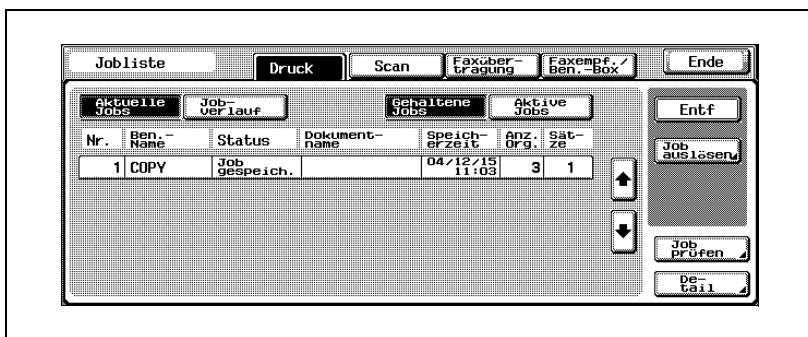 Jobliste
Druck
Scan
Faxüber-
tragung
Faxempf./
Ben.-Box
Ende
Aktuelle
Jobs
Job-
verlauf
Gehaltene
Jobs
Aktive
Jobs
Entf
Nr.
Ben.-
Name
Status
Dokument-
name
Speich-
erzeit
Anz.
Org.
Sät-
ze
Job
auslösen
1
COPY
Job
gespeich.
04/12/15
11:03
3
1
Job
prüfen
De-
tail